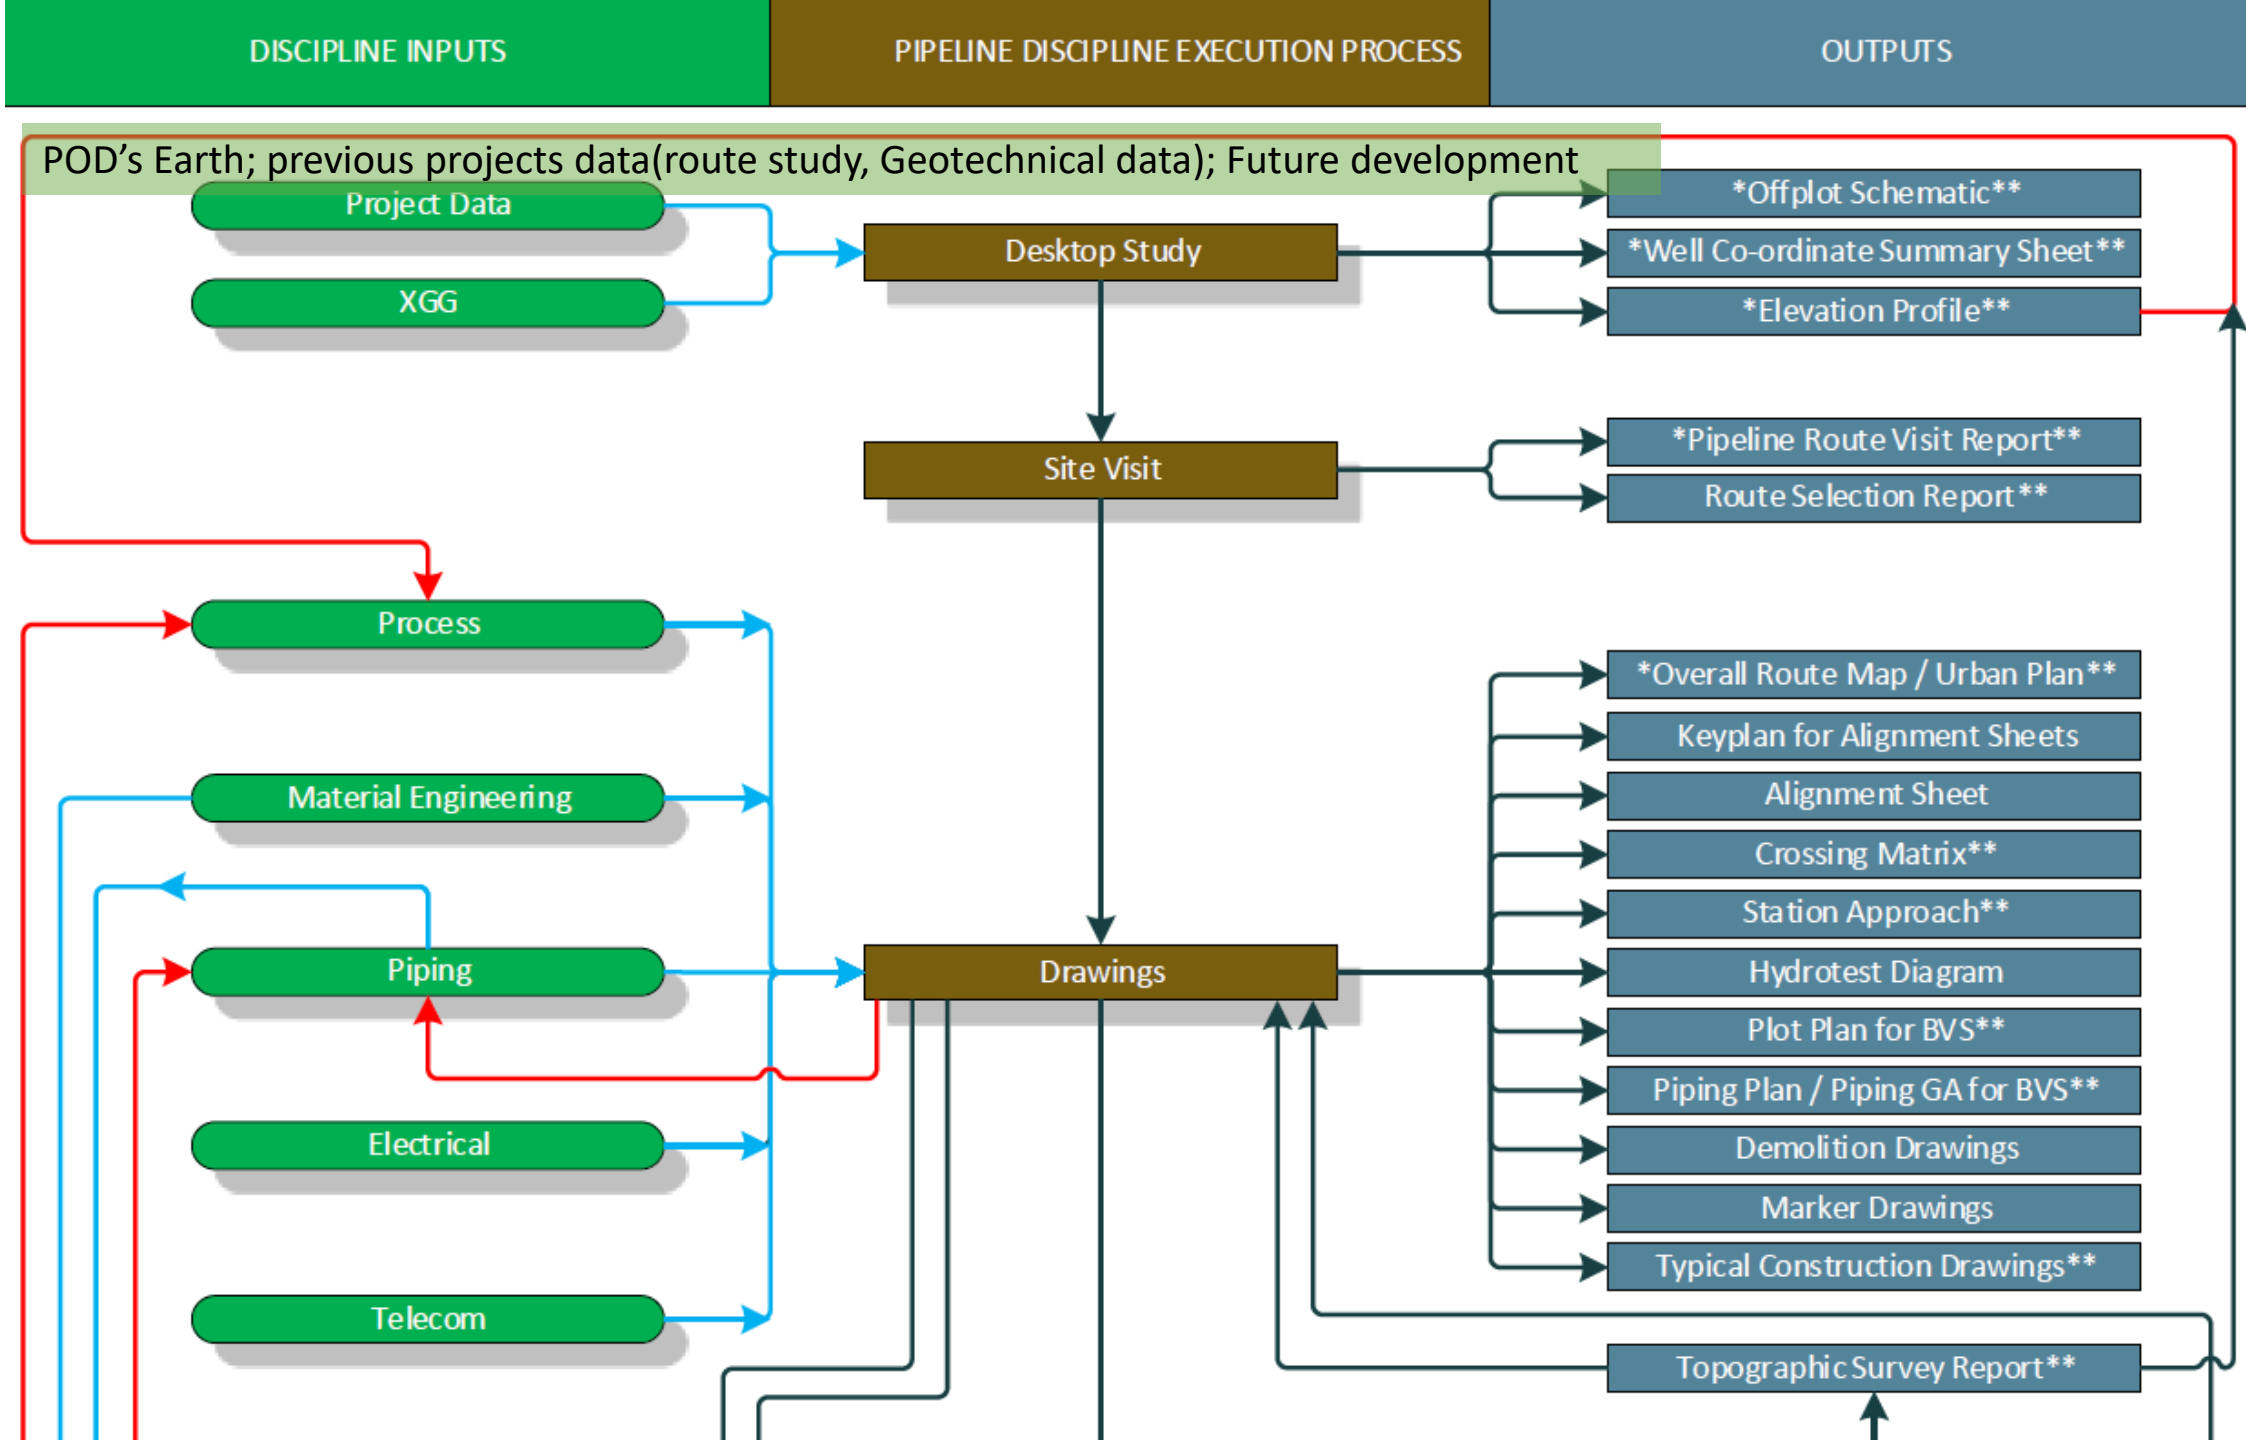 DISCIPLINE INPUTS
PIPELINE DISCIPLINE EXECUTION PROCESS
OUTPUTS
POD’s Earth; previous projects data(route study, Geotechnical data); Future development
Project Data
XGG
Desktop Study
*Offplot Schematic**
*Well Co-ordinate Summary Sheet**
*Elevation Profile**
Site Visit
*Pipeline Route Visit Report**
Route Selection Report**
Process
Material Engineering
Piping
Electrical
Telecom
Drawings
*Overall Route Map / Urban Plan**
Keyplan for Alignment Sheets
Alignment Sheet
Crossing Matrix**
Station Approach**
Hydrotest Diagram
Plot Plan for BVS**
Piping Plan / Piping GA for BVS**
Demolition Drawings
Marker Drawings
Typical Construction Drawings**
Topographic Survey Report**